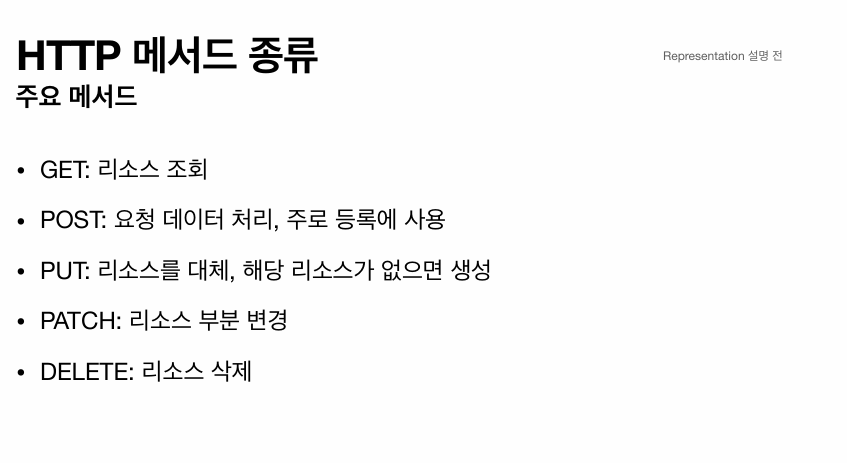 HTTP 메서드 종류
Representation 설명 전
주요 메서드
• GET: 리소스 조회
• POST: 요청 데이터 처리, 주로 등록에 사용
• PUT: 리소스를 대체, 해당 리소스가 없으면 생성
• PATCH: 리소스 부분 변경
• DELETE: 리소스 삭제